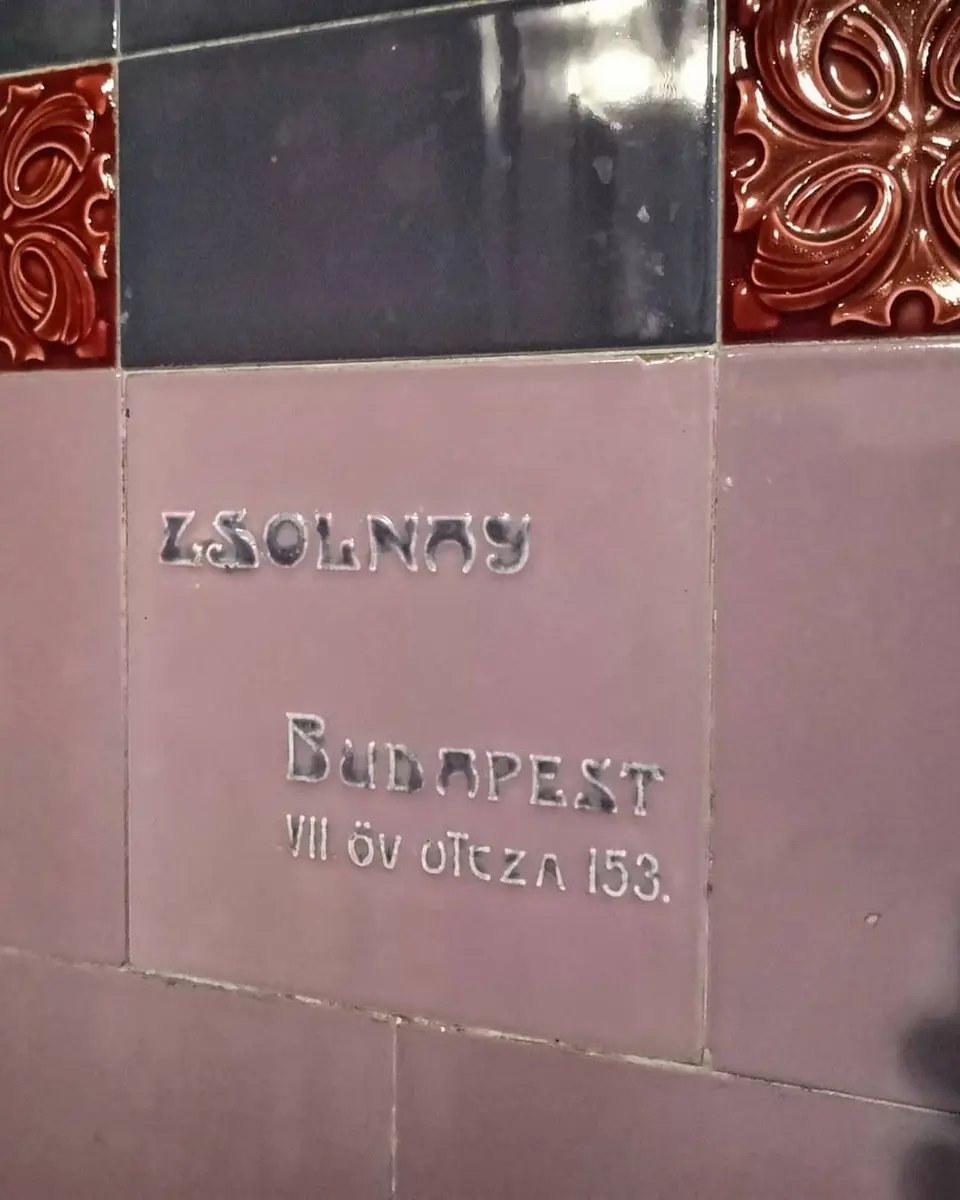 ZSOLNAY
BUDAPEST
VII ÖV UTCZA 153.